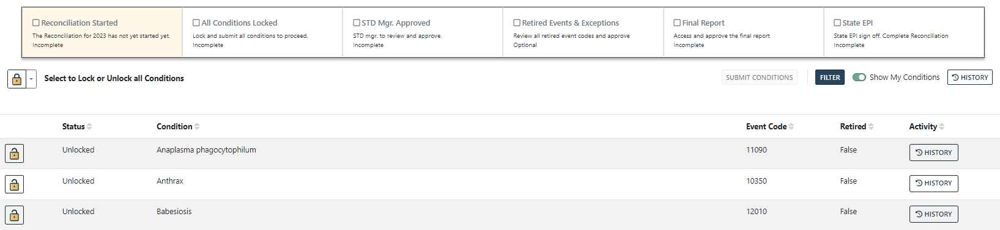 Reconciliation Started
The Reconciliation for 2023 has not yet started yet.
Incomplete
All Conditions Locked
Lock and submit all conditions to proceed.
Incomplete
STD Mgr. Approved
STD mgr. to review and approve.
Incomplete
Retired Events & Exceptions
Review all retired event codes and approve
Optional
Final Report
Access and approve the final report
Incomplete
State EPI
State EPI sign off. Complete Reconciliation
Incomplete
Select to Lock or Unlock all Conditions
SUBMIT CONDITIONS
FILTER
Show My Conditions
HISTORY
Status Condition Event Code Retired Activity
Unlocked Anaplasma phagocytophilum 11090 False HISTORY
Unlocked Anthrax 10350 False HISTORY
Unlocked Babesiosis 12010 False HISTORY